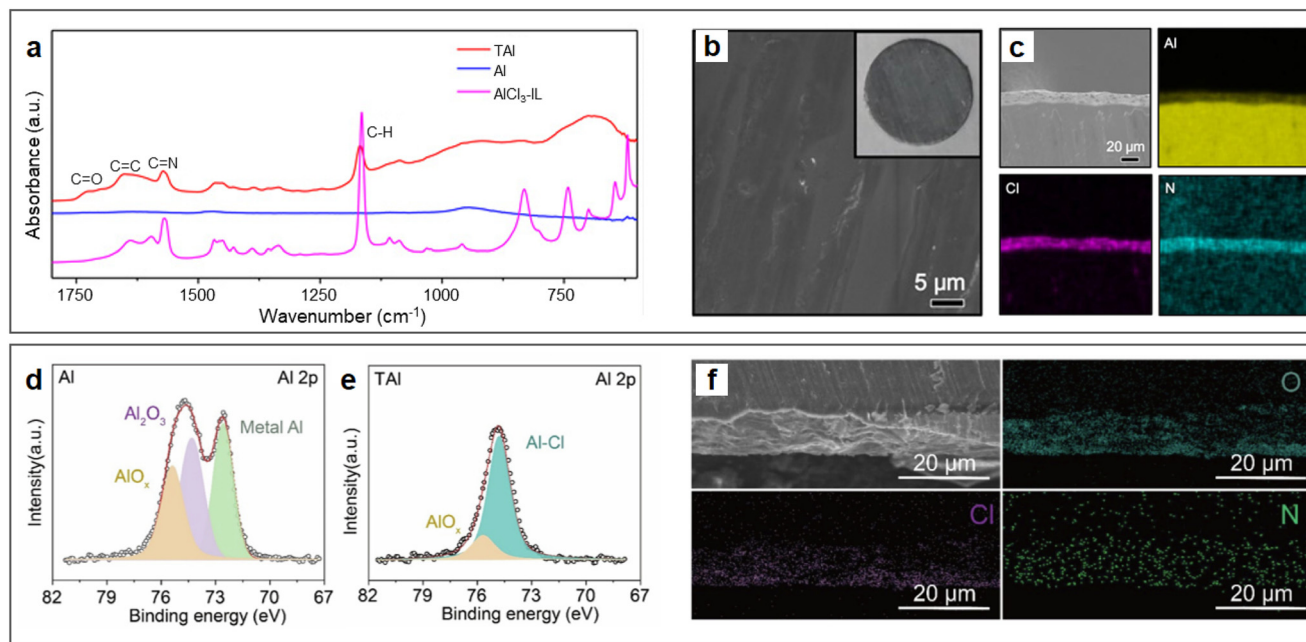 a
TAl
Al
AlCl₃-IL
C-H
C=O
C=C
C=N
Absorbance (a.u.)
1750
1500
1250
1000
750
Wavenumber (cm⁻¹)
b
5 μm
c
20 μm
Al
Cl
N
d
Al
Al 2p
Al₂O₃
Metal Al
AlOₓ
Intensity(a.u.)
82
79
76
73
70
67
Binding energy (eV)
e
TAl
Al 2p
Al-Cl
AlOₓ
Intensity(a.u.)
82
79
76
73
70
67
Binding energy (eV)
f
20 μm
O
20 μm
Cl
20 μm
N
20 μm